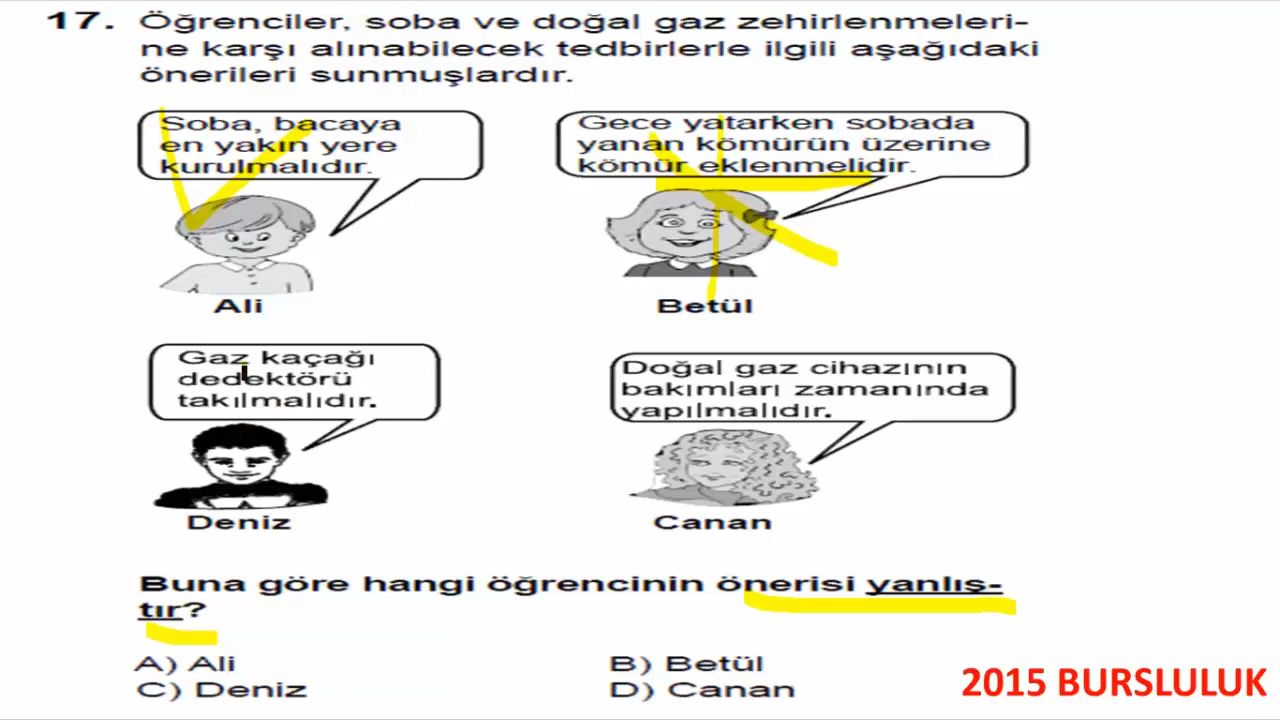 17. Öğrenciler, soba ve doğal gaz zehirlenmeleri-
ne karşı alınabilecek tedbirlerle ilgili aşağıdaki
önerileri sunmuşlardır.
Soba, bacaya
en yakın yere
kurulmalıdır.
Ali
Gece yatarken sobada
yanan kömürün üzerine
kömür eklenmelidir.
Betül
Gaz kaçağı
dedektörü
takılmalıdır.
Deniz
Doğal gaz cihazının
bakımları zamanında
yapılmalıdır.
Canan
Buna göre hangi öğrencinin önerisi yanlış-
tır?
A) Ali
B) Betül
C) Deniz
D) Canan
2015 BURSLULUK